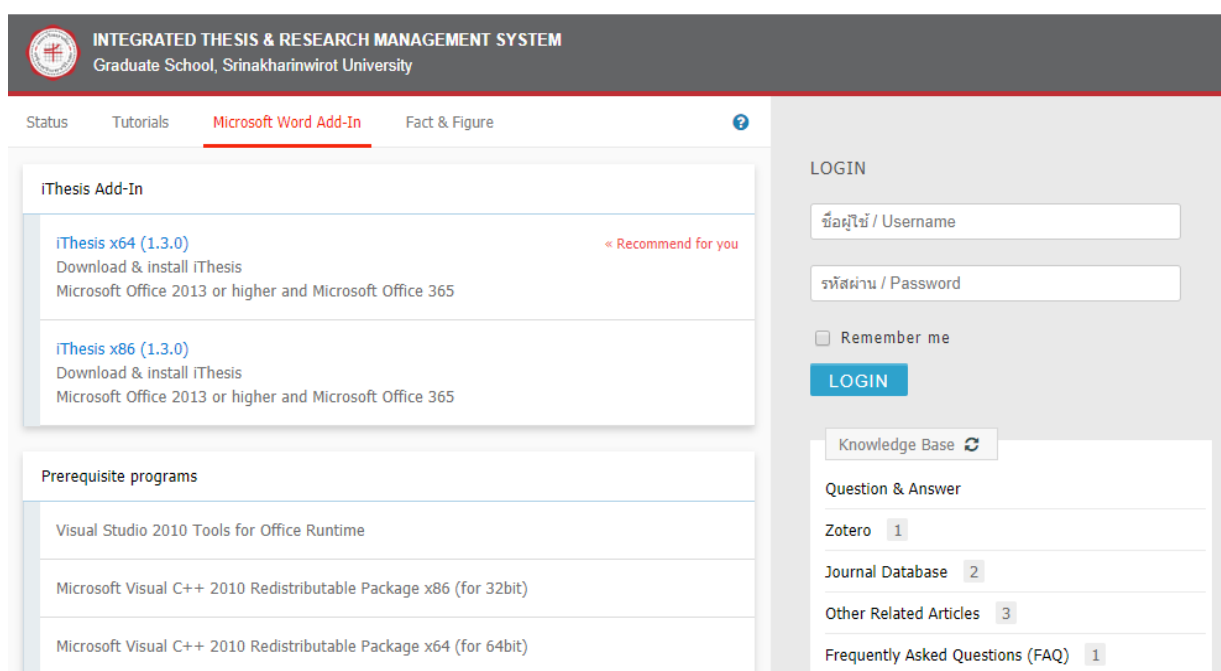 INTEGRATED THESIS & RESEARCH MANAGEMENT SYSTEM
Graduate School, Srinakharinwirot University
Status Tutorials Microsoft Word Add-In Fact & Figure
iThesis Add-In
iThesis x64 (1.3.0) « Recommend for you
Download & install iThesis
Microsoft Office 2013 or higher and Microsoft Office 365
iThesis x86 (1.3.0)
Download & install iThesis
Microsoft Office 2013 or higher and Microsoft Office 365
Prerequisite programs
Visual Studio 2010 Tools for Office Runtime
Microsoft Visual C++ 2010 Redistributable Package x86 (for 32bit)
Microsoft Visual C++ 2010 Redistributable Package x64 (for 64bit)
LOGIN
ชื่อผู้ใช้ / Username
รหัสผ่าน / Password
Remember me
LOGIN
Knowledge Base
Question & Answer
Zotero 1
Journal Database 2
Other Related Articles 3
Frequently Asked Questions (FAQ) 1